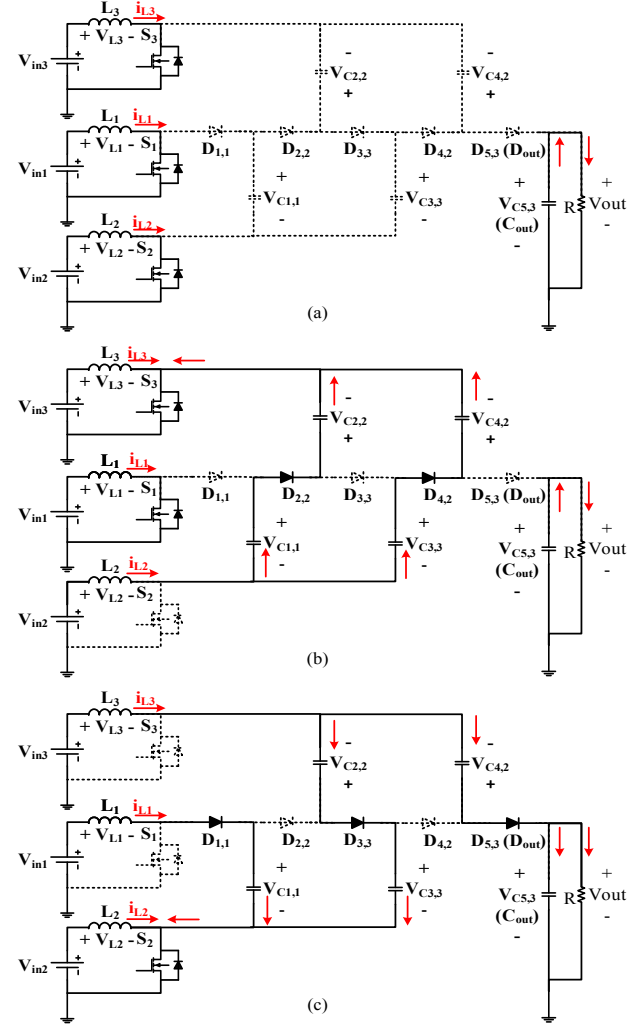 L3 iL3
+ VL3 - S3
Vin3
- VC2,2 +
- VC4,2 +
L1 iL1
+ VL1 - S1
Vin1
D1,1 D2,2 D3,3 D4,2 D5,3 (Dout)
+ VC1,1 -
+ VC3,3 -
+ VC5,3 (Cout) -
R
+ Vout -
L2 iL2
+ VL2 - S2
Vin2
(a)
L3 iL3
+ VL3 - S3
Vin3
- VC2,2 +
- VC4,2 +
L1 iL1
+ VL1 - S1
Vin1
D1,1 D2,2 D3,3 D4,2 D5,3 (Dout)
+ VC1,1 -
+ VC3,3 -
+ VC5,3 (Cout) -
R
+ Vout -
L2 iL2
+ VL2 - S2
Vin2
(b)
L3 iL3
+ VL3 - S3
Vin3
- VC2,2 +
- VC4,2 +
L1 iL1
+ VL1 - S1
Vin1
D1,1 D2,2 D3,3 D4,2 D5,3 (Dout)
+ VC1,1 -
+ VC3,3 -
+ VC5,3 (Cout) -
R
+ Vout -
L2 iL2
+ VL2 - S2
Vin2
(c)